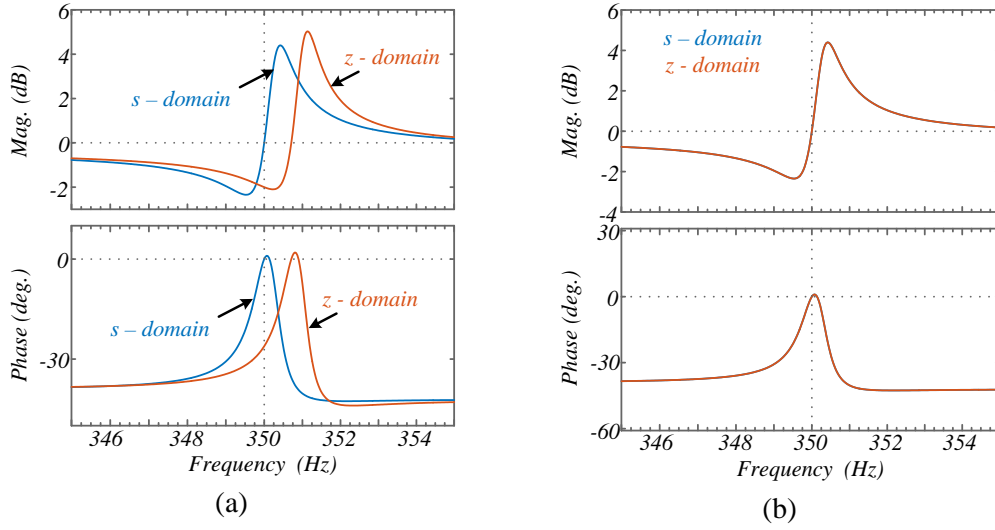 6
4
2
0
-2
Mag. (dB)
s – domain
z - domain
0
-30
Phase (deg.)
s – domain
z - domain
346
348
350
352
354
Frequency (Hz)
(a)
6
4
2
0
-2
-4
Mag. (dB)
s – domain
z - domain
30
0
-30
-60
Phase (deg.)
346
348
350
352
354
Frequency (Hz)
(b)